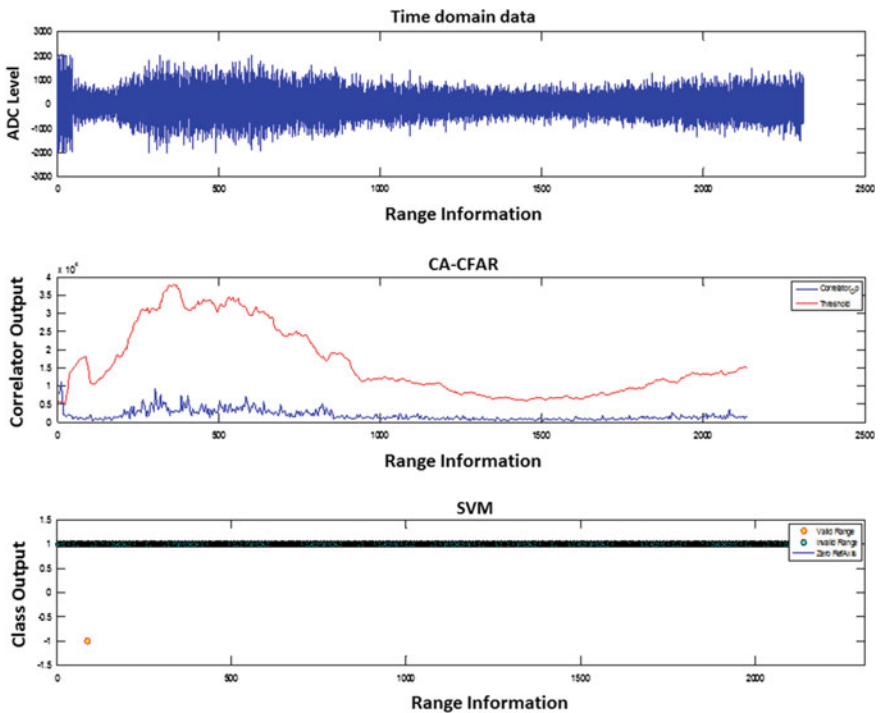 Time domain data
3000
2000
1000
0
-1000
-2000
-3000
ADC Level
0 500 1000 1500 2000 2500
Range Information
CA-CFAR
x 10
4
3.5
3
2.5
2
1.5
1
0.5
0
Correlator Output
Threshold
0 500 1000 1500 2000 2500
Range Information
SVM
1.5
1
0.5
0
-0.5
-1
-1.5
Class Output
Valid Range
Invalid Range
Zero RefAxis
0 500 1000 1500 2000
Range Information